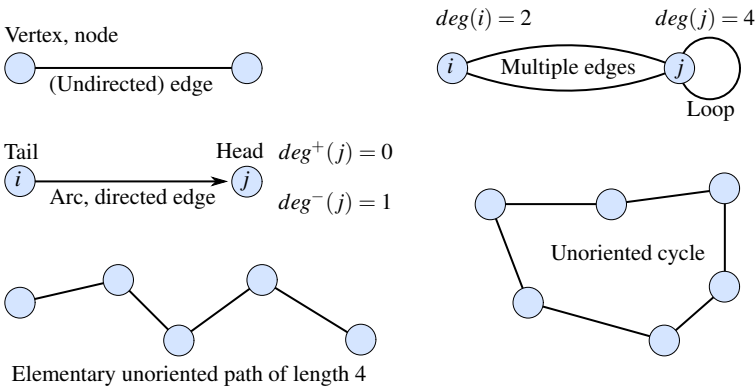 Vertex, node
(Undirected) edge
deg(i) = 2
deg(j) = 4
i
Multiple edges
j
Loop
Tail
Head
deg⁺(j) = 0
i
j
Arc, directed edge
deg⁻(j) = 1
Unoriented cycle
Elementary unoriented path of length 4